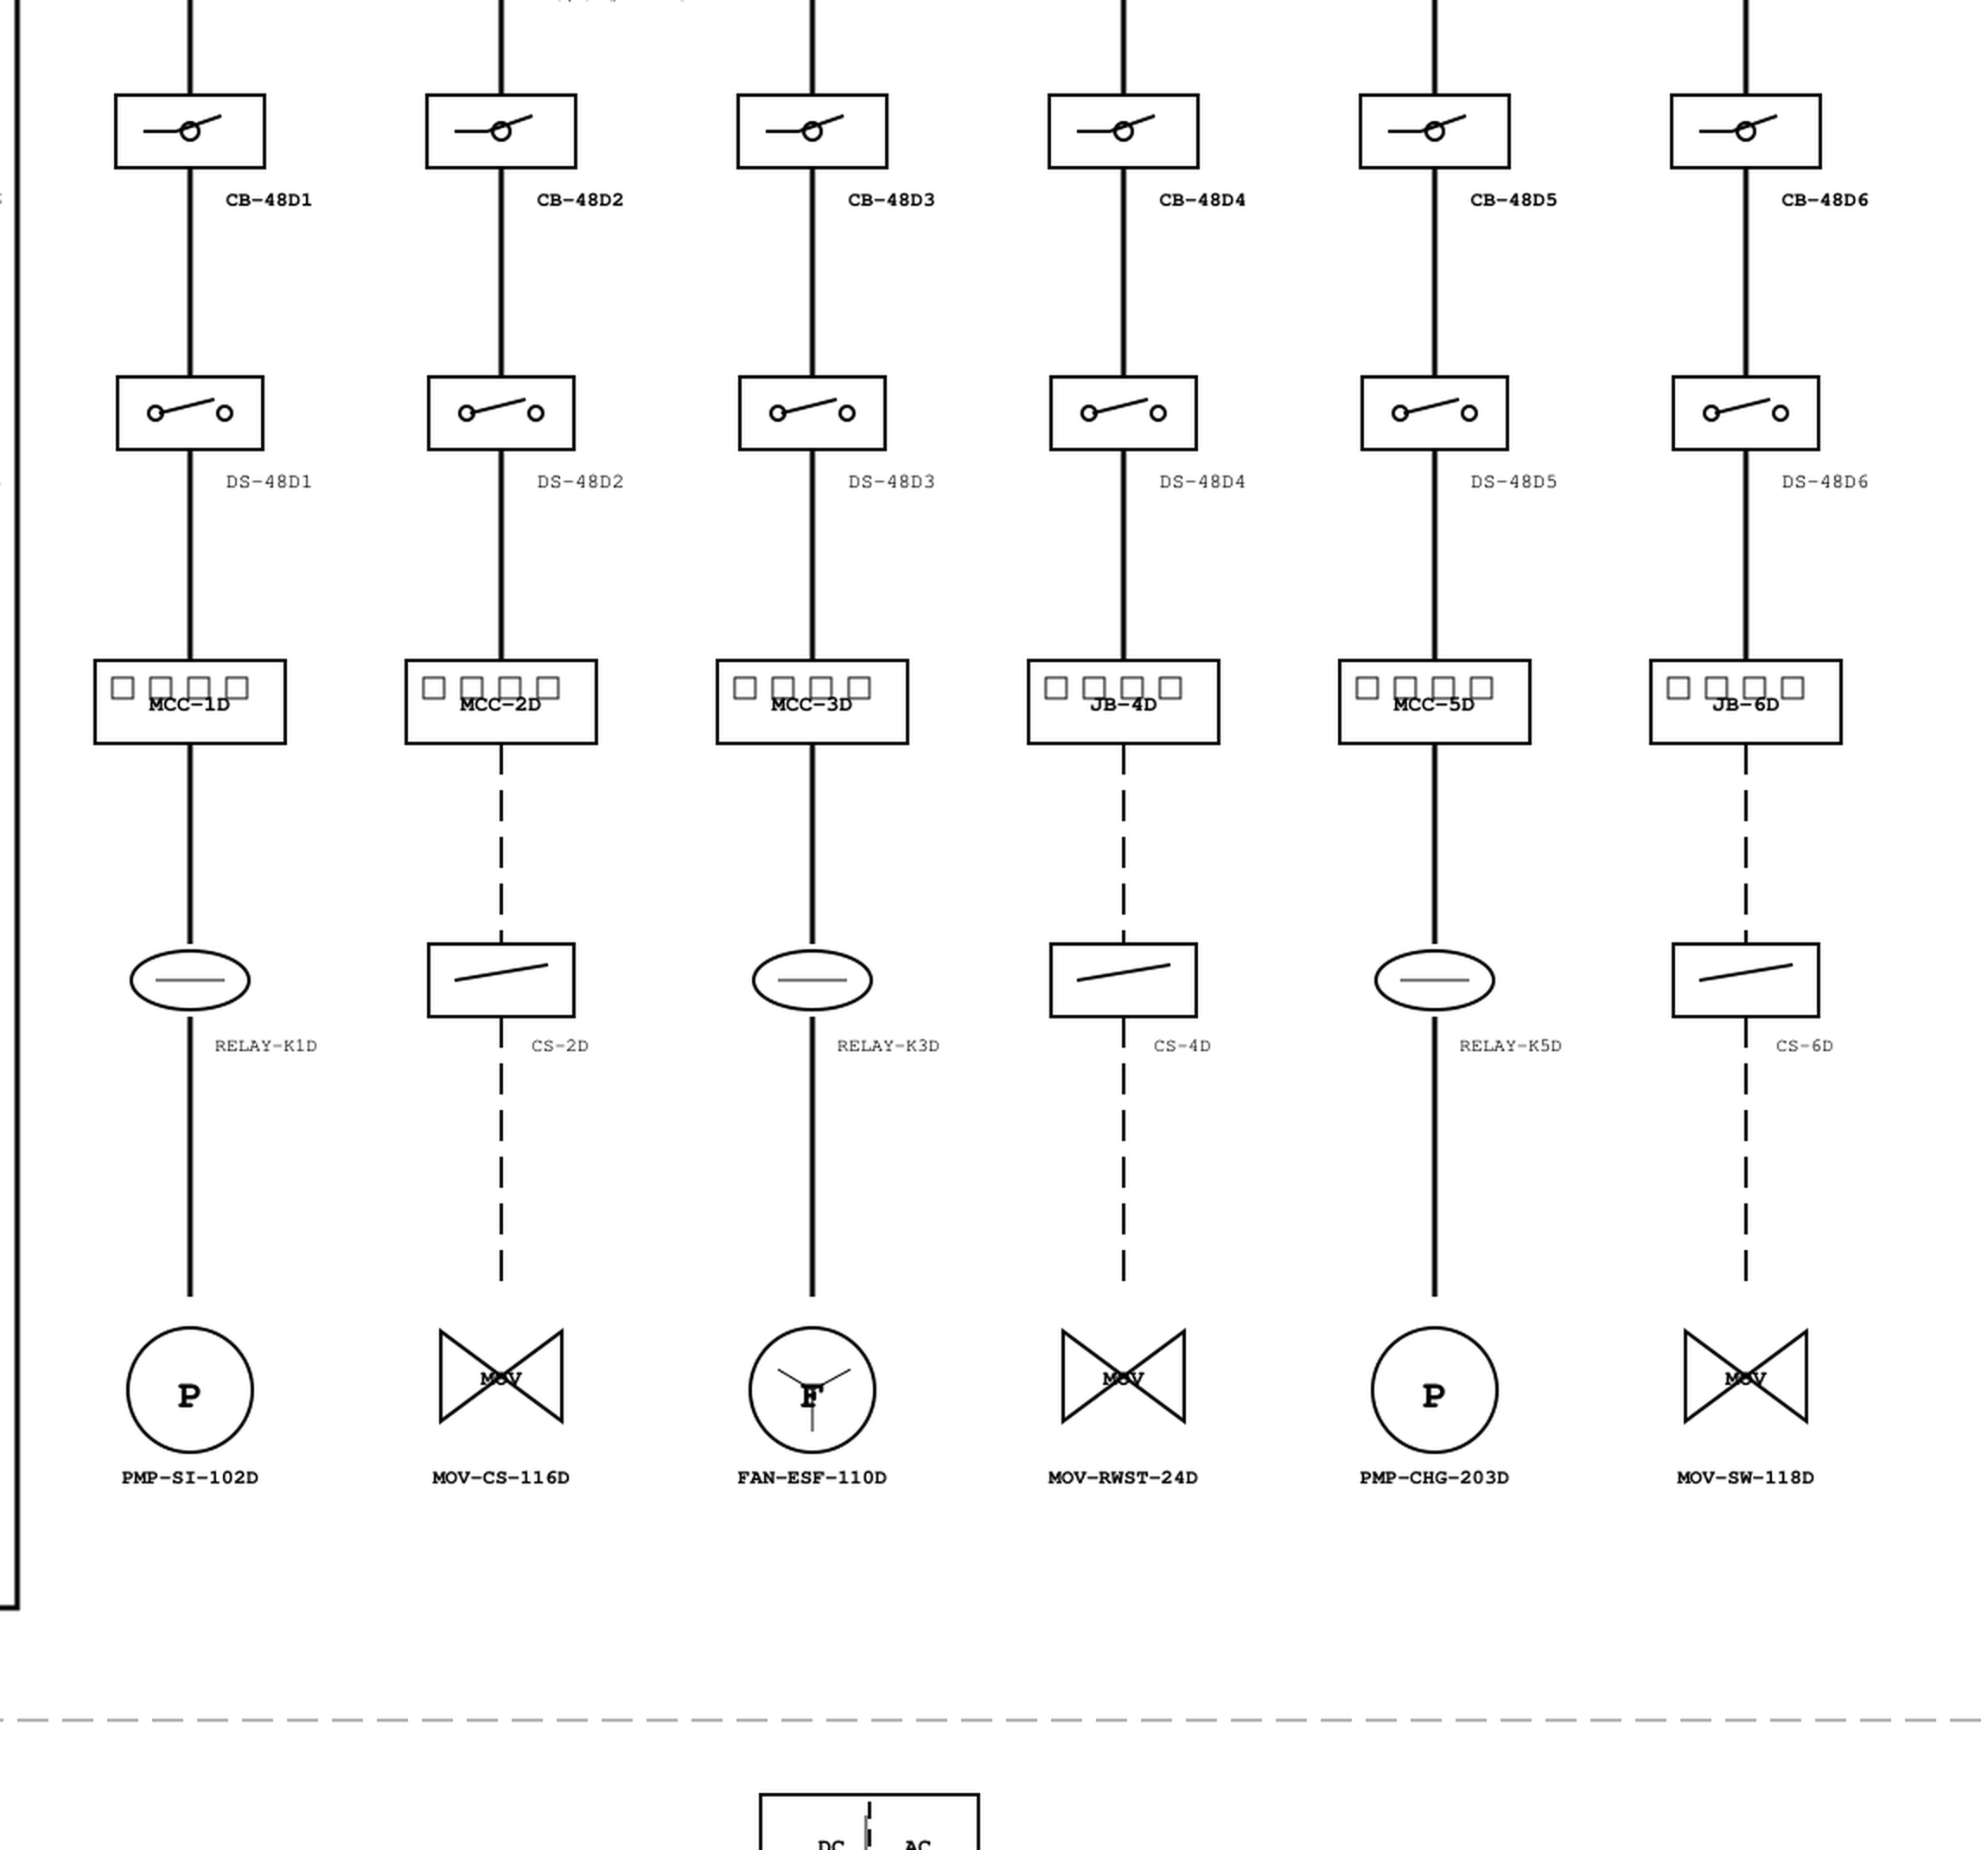 CB-48D1 CB-48D2 CB-48D3 CB-48D4 CB-48D5 CB-48D6
DS-48D1 DS-48D2 DS-48D3 DS-48D4 DS-48D5 DS-48D6
MCC-1D MCC-2D MCC-3D JB-4D MCC-5D JB-6D
RELAY-K1D CS-2D RELAY-K3D CS-4D RELAY-K5D CS-6D
P MOV F MOV P MOV
PMP-SI-102D MOV-CS-116D FAN-ESF-110D MOV-RWST-24D PMP-CHG-203D MOV-SW-118D
DC AC